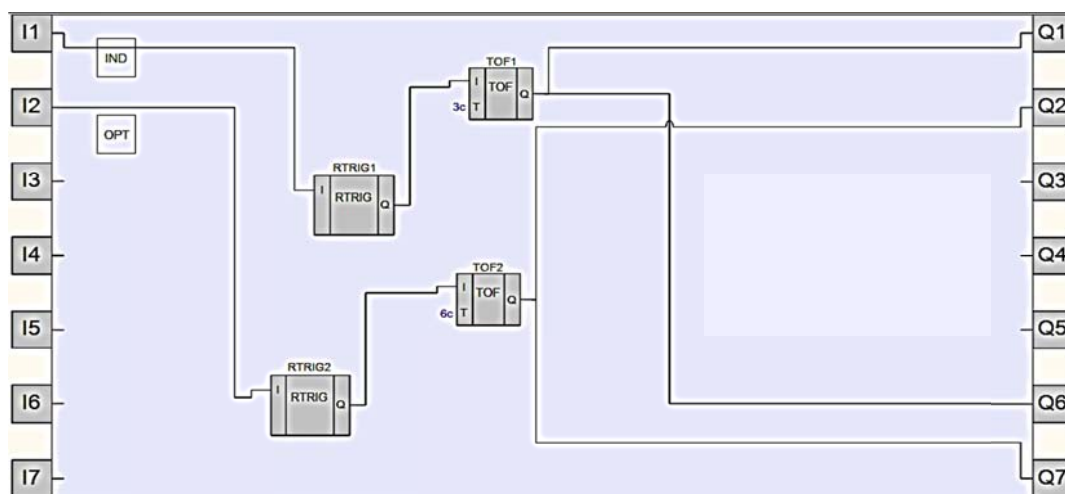 I1
Q1
IND
TOF1
I
TOF
Q
3c
T
I2
Q2
OPT
RTRIG1
I3
I
RTRIG
Q
Q3
I4
Q4
TOF2
I
TOF
Q
6c
T
I5
Q5
RTRIG2
I
RTRIG
Q
I6
Q6
I7
Q7